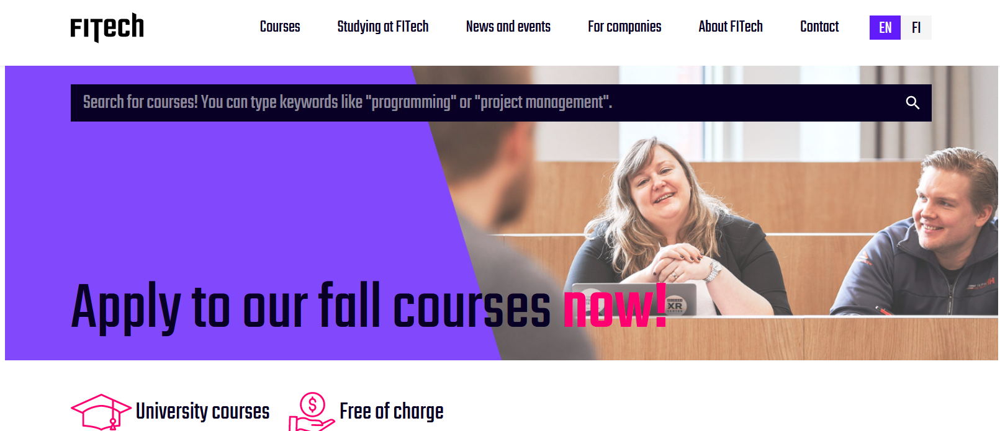 FITech
Courses Studying at FITech News and events For companies About FITech Contact EN FI
Search for courses! You can type keywords like "programming" or "project management".
Apply to our fall courses now!
XR
University courses Free of charge